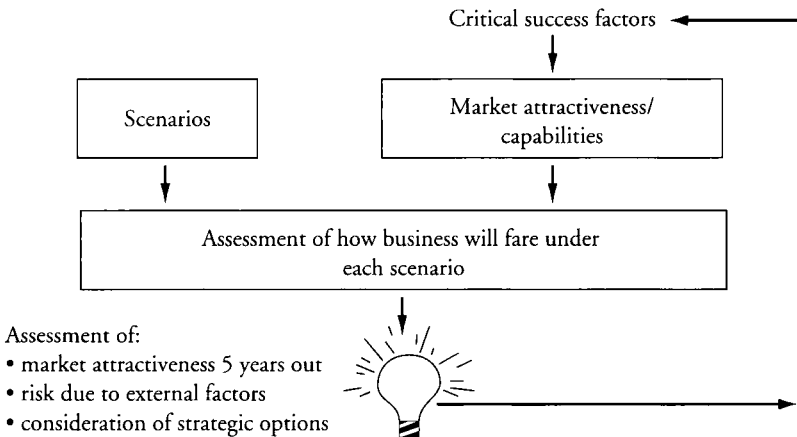 Critical success factors
Scenarios
Market attractiveness/
capabilities
Assessment of how business will fare under
each scenario
Assessment of:
• market attractiveness 5 years out
• risk due to external factors
• consideration of strategic options